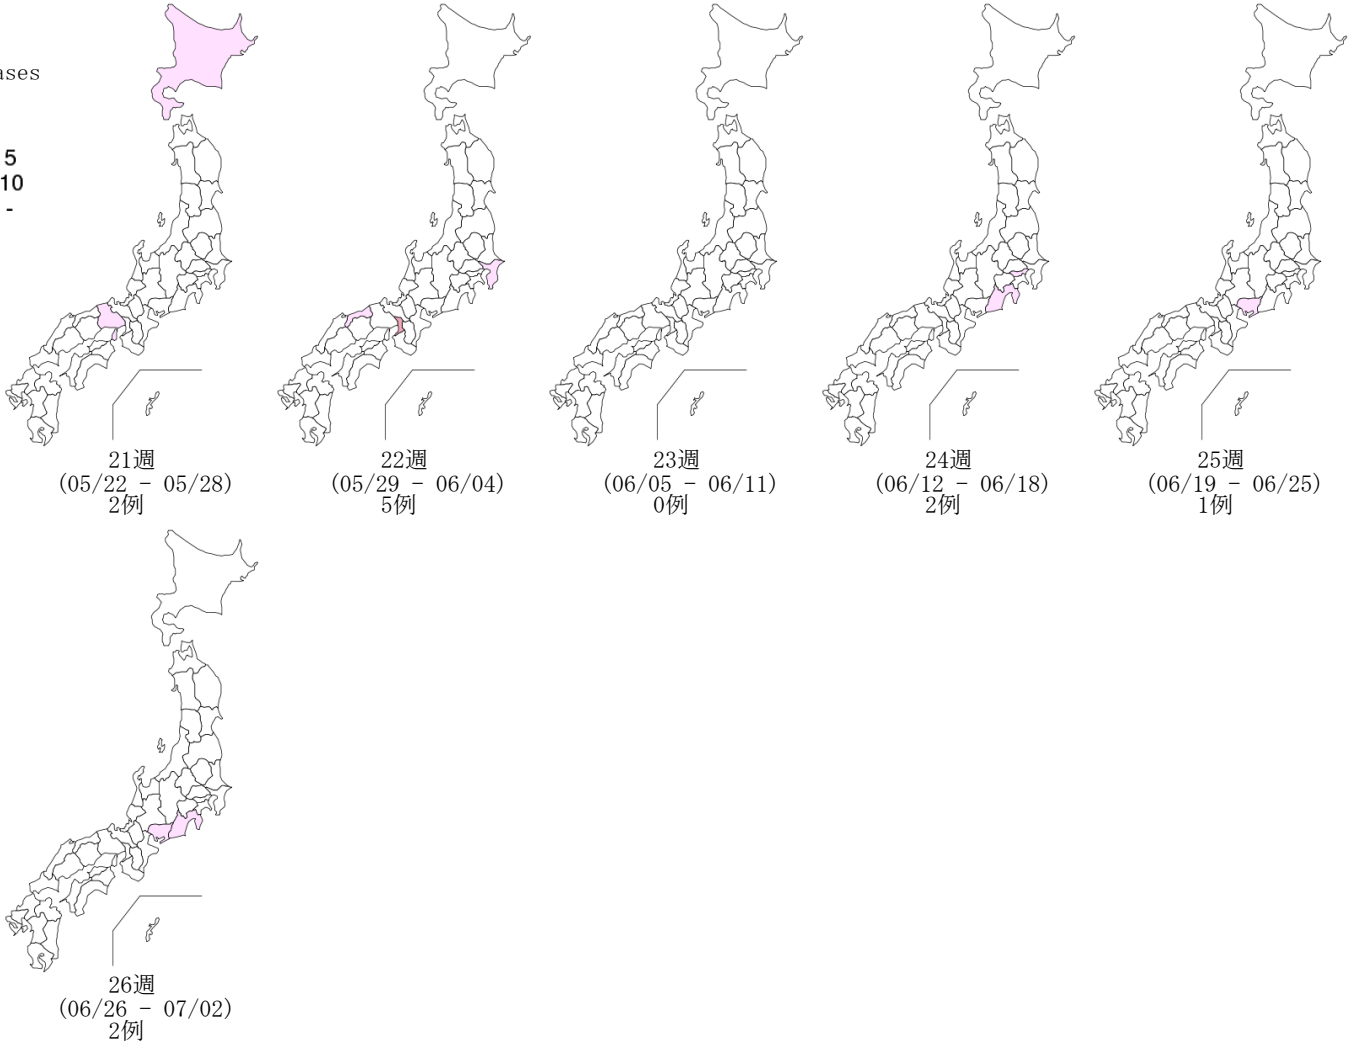 ases
5
10
-
21週
(05/22 - 05/28)
2例
22週
(05/29 - 06/04)
5例
23週
(06/05 - 06/11)
0例
24週
(06/12 - 06/18)
2例
25週
(06/19 - 06/25)
1例
26週
(06/26 - 07/02)
2例